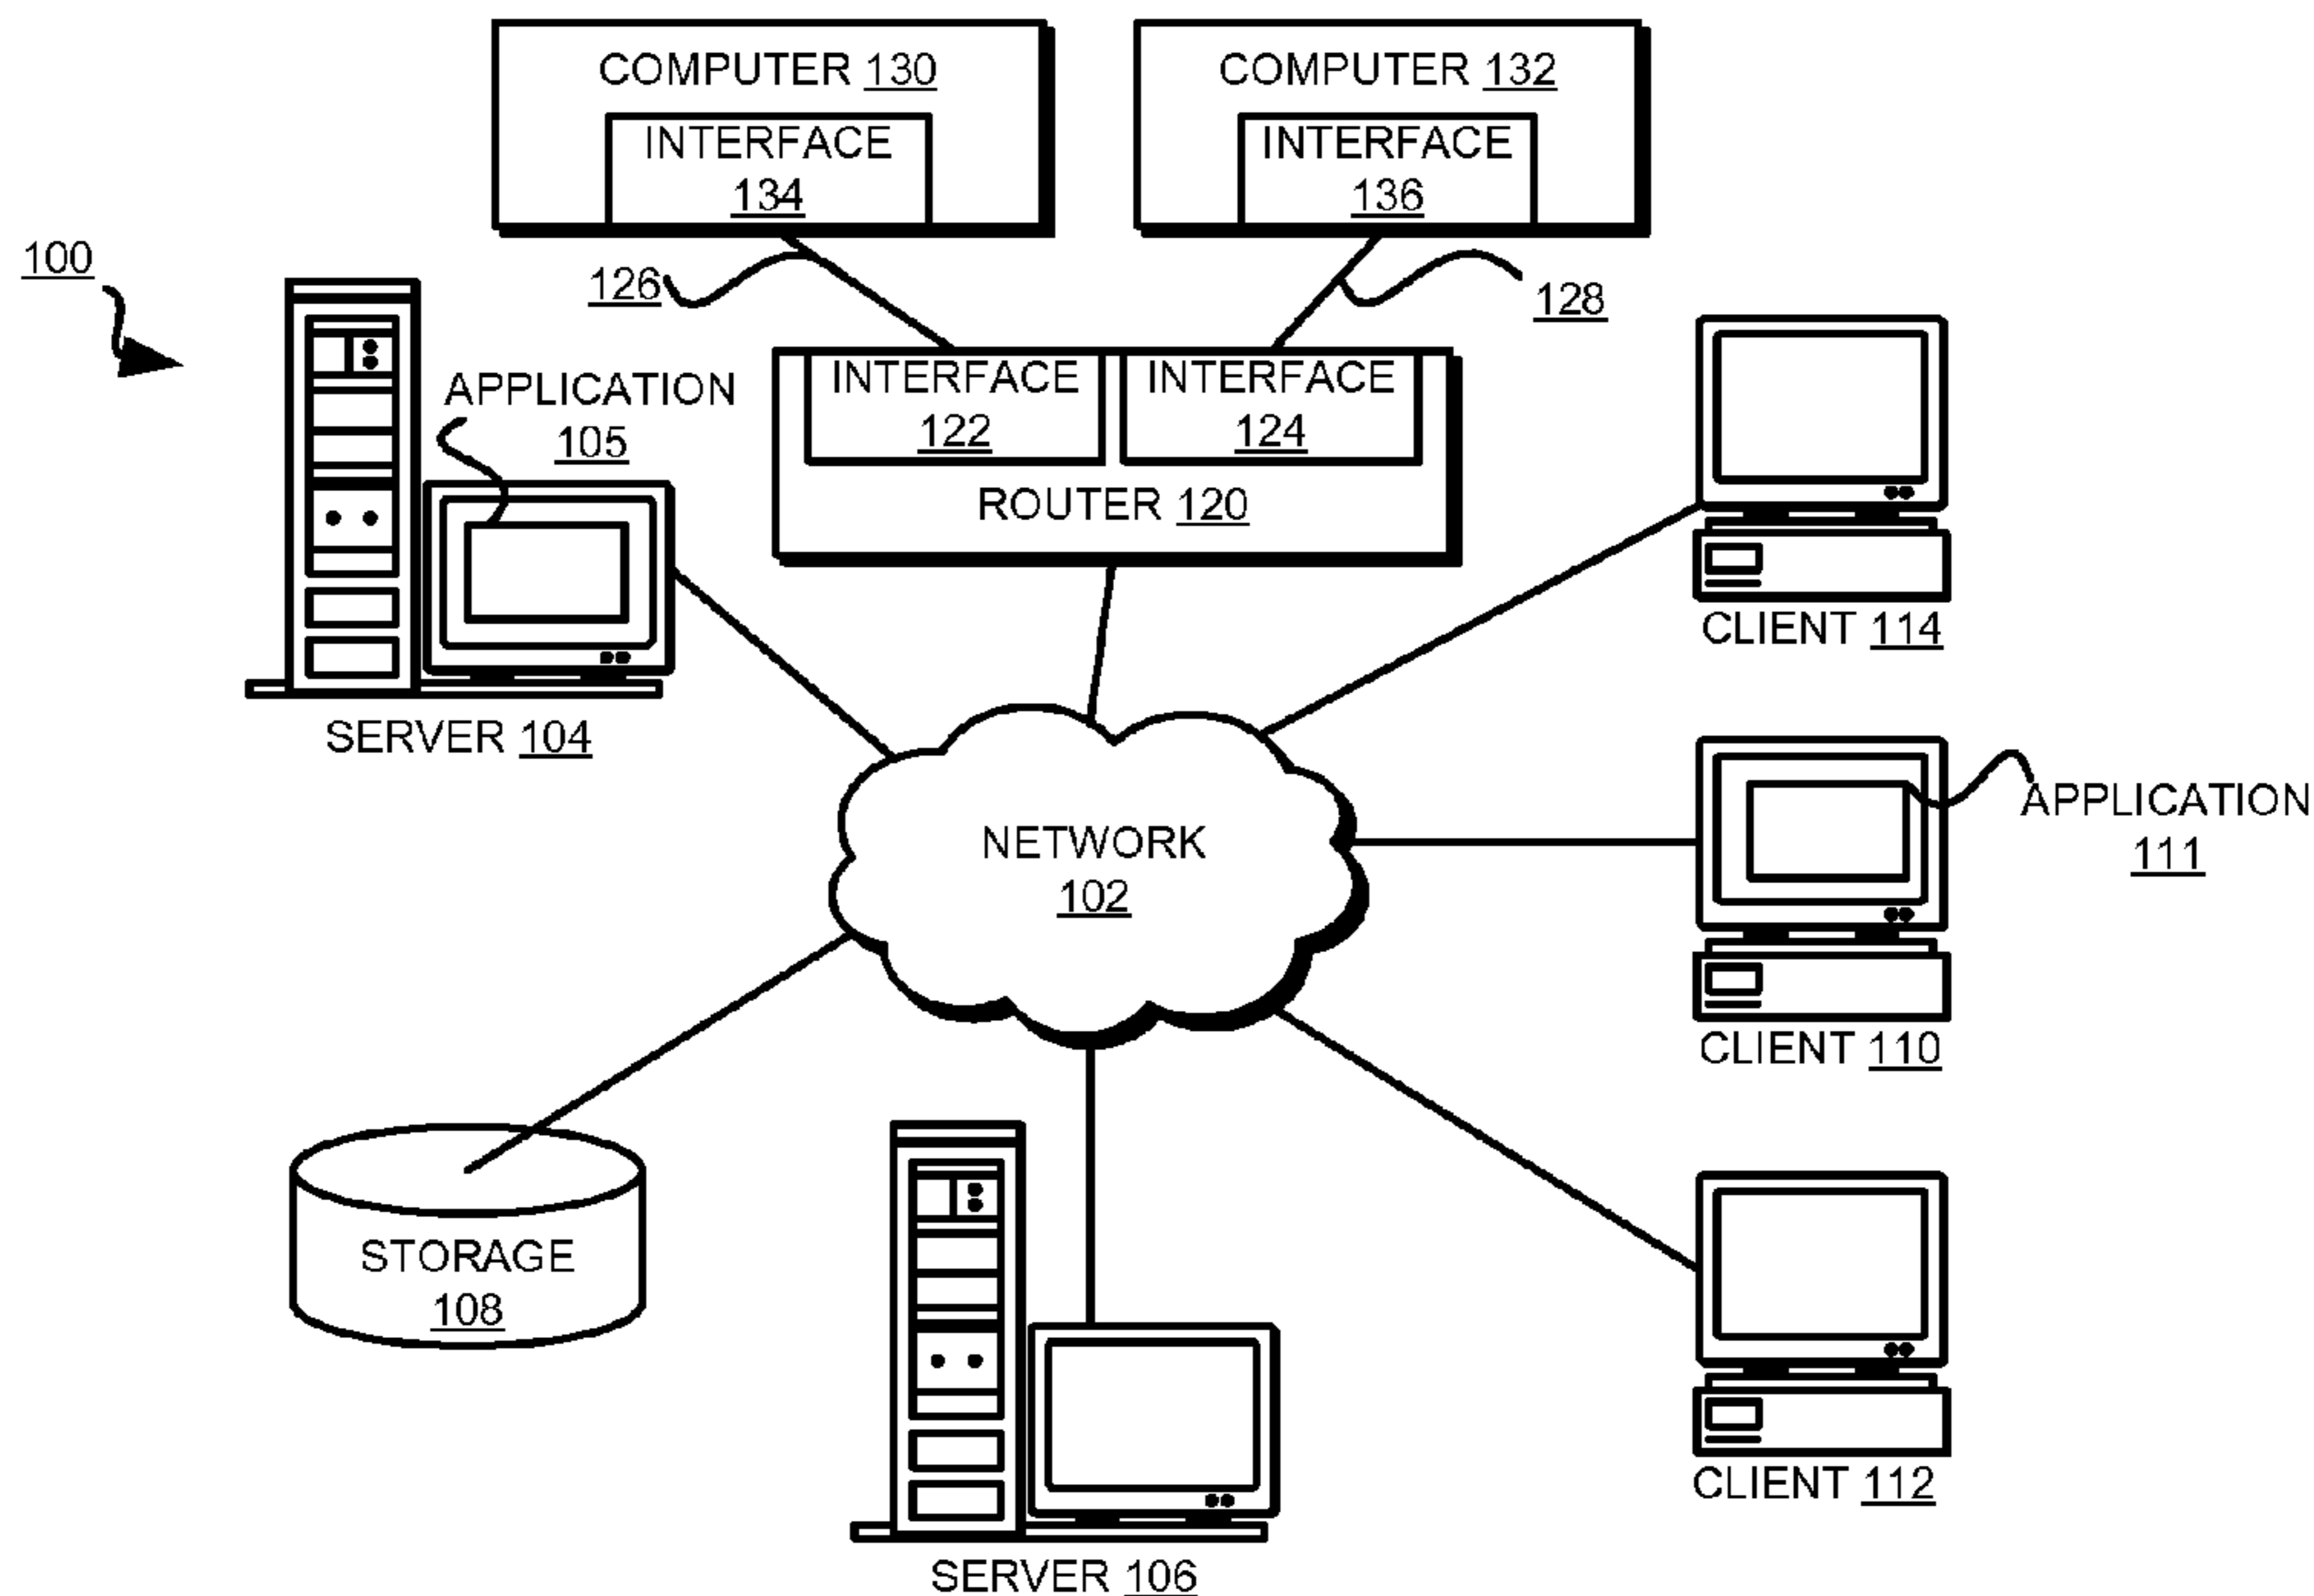 COMPUTER 130
INTERFACE
134
COMPUTER 132
INTERFACE
136
100
126
128
APPLICATION
105
INTERFACE
122
INTERFACE
124
ROUTER 120
SERVER 104
CLIENT 114
NETWORK
102
APPLICATION
111
CLIENT 110
STORAGE
108
SERVER 106
CLIENT 112